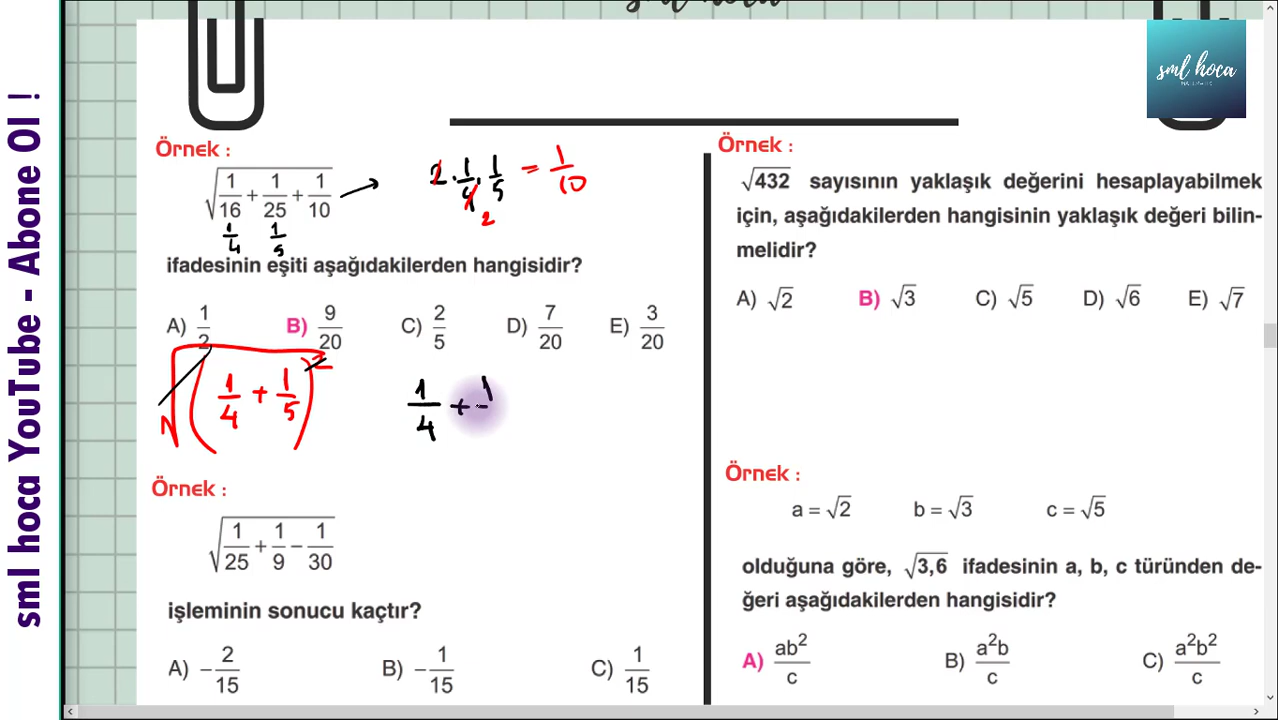 sml hoca YouTube - Abone Ol !
sml hoca
Örnek :
√(1/16 + 1/25 + 1/10) → 2 · 1/4 · 1/5 = 1/10
1/4 1/5
2
ifadesinin eşiti aşağıdakilerden hangisidir?
A) 1/2 B) 9/20 C) 2/5 D) 7/20 E) 3/20
√(1/4 + 1/5)² 1/4 + 1
Örnek :
√(1/25 + 1/9 − 1/30)
işleminin sonucu kaçtır?
A) −2/15 B) −1/15 C) 1/15
Örnek :
√432 sayısının yaklaşık değerini hesaplayabilmek
için, aşağıdakilerden hangisinin yaklaşık değeri bilin-
melidir?
A) √2 B) √3 C) √5 D) √6 E) √7
Örnek :
a = √2 b = √3 c = √5
olduğuna göre, √3,6 ifadesinin a, b, c türünden de-
ğeri aşağıdakilerden hangisidir?
A) ab²/c B) a²b/c C) a²b²/c